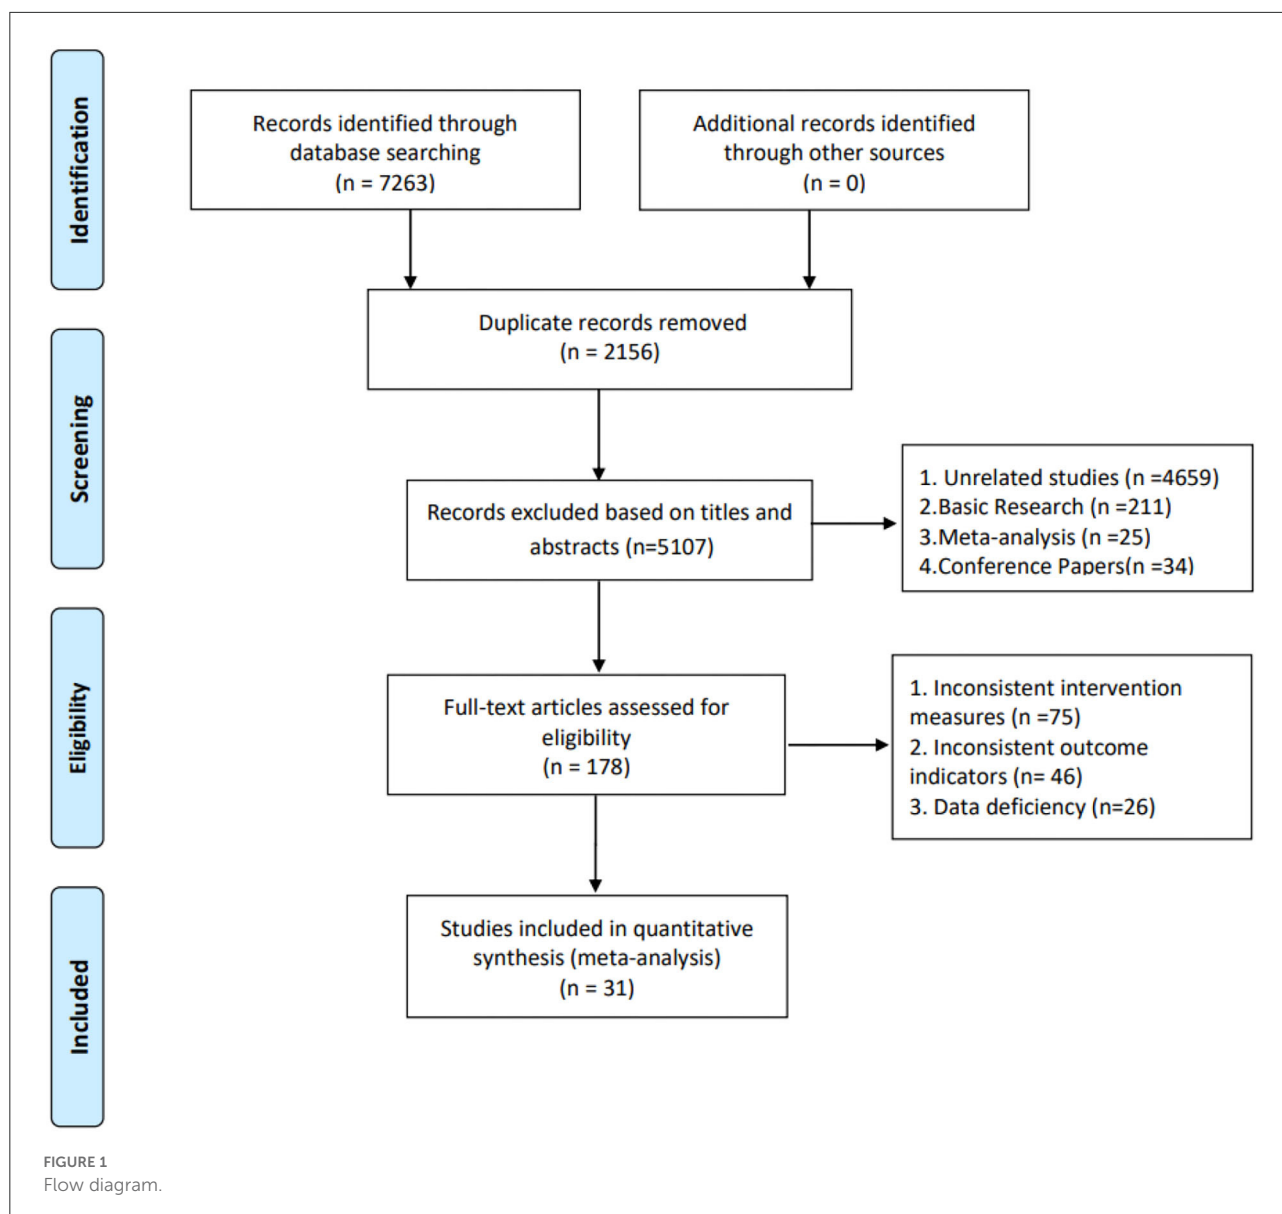 Identification
Records identified through
database searching
(n = 7263)
Additional records identified
through other sources
(n = 0)
Duplicate records removed
(n = 2156)
Screening
Records excluded based on titles and
abstracts (n=5107)
1. Unrelated studies (n =4659)
2.Basic Research (n =211)
3.Meta-analysis (n =25)
4.Conference Papers(n =34)
Eligibility
Full-text articles assessed for
eligibility
(n = 178)
1. Inconsistent intervention
measures (n =75)
2. Inconsistent outcome
indicators (n= 46)
3. Data deficiency (n=26)
Included
Studies included in quantitative
synthesis (meta-analysis)
(n = 31)
FIGURE 1
Flow diagram.